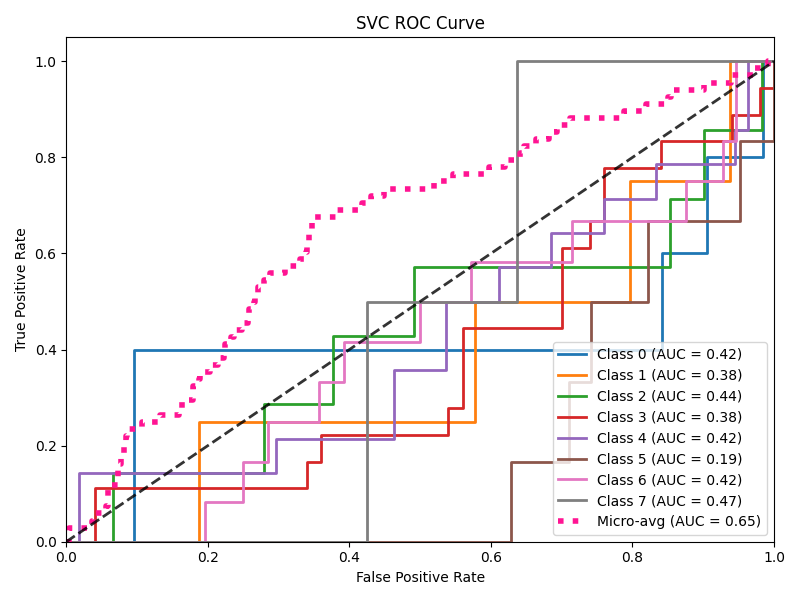 SVC ROC Curve
True Positive Rate
1.0
0.8
0.6
0.4
0.2
0.0
0.0 0.2 0.4 0.6 0.8 1.0
False Positive Rate
Class 0 (AUC = 0.42)
Class 1 (AUC = 0.38)
Class 2 (AUC = 0.44)
Class 3 (AUC = 0.38)
Class 4 (AUC = 0.42)
Class 5 (AUC = 0.19)
Class 6 (AUC = 0.42)
Class 7 (AUC = 0.47)
Micro-avg (AUC = 0.65)